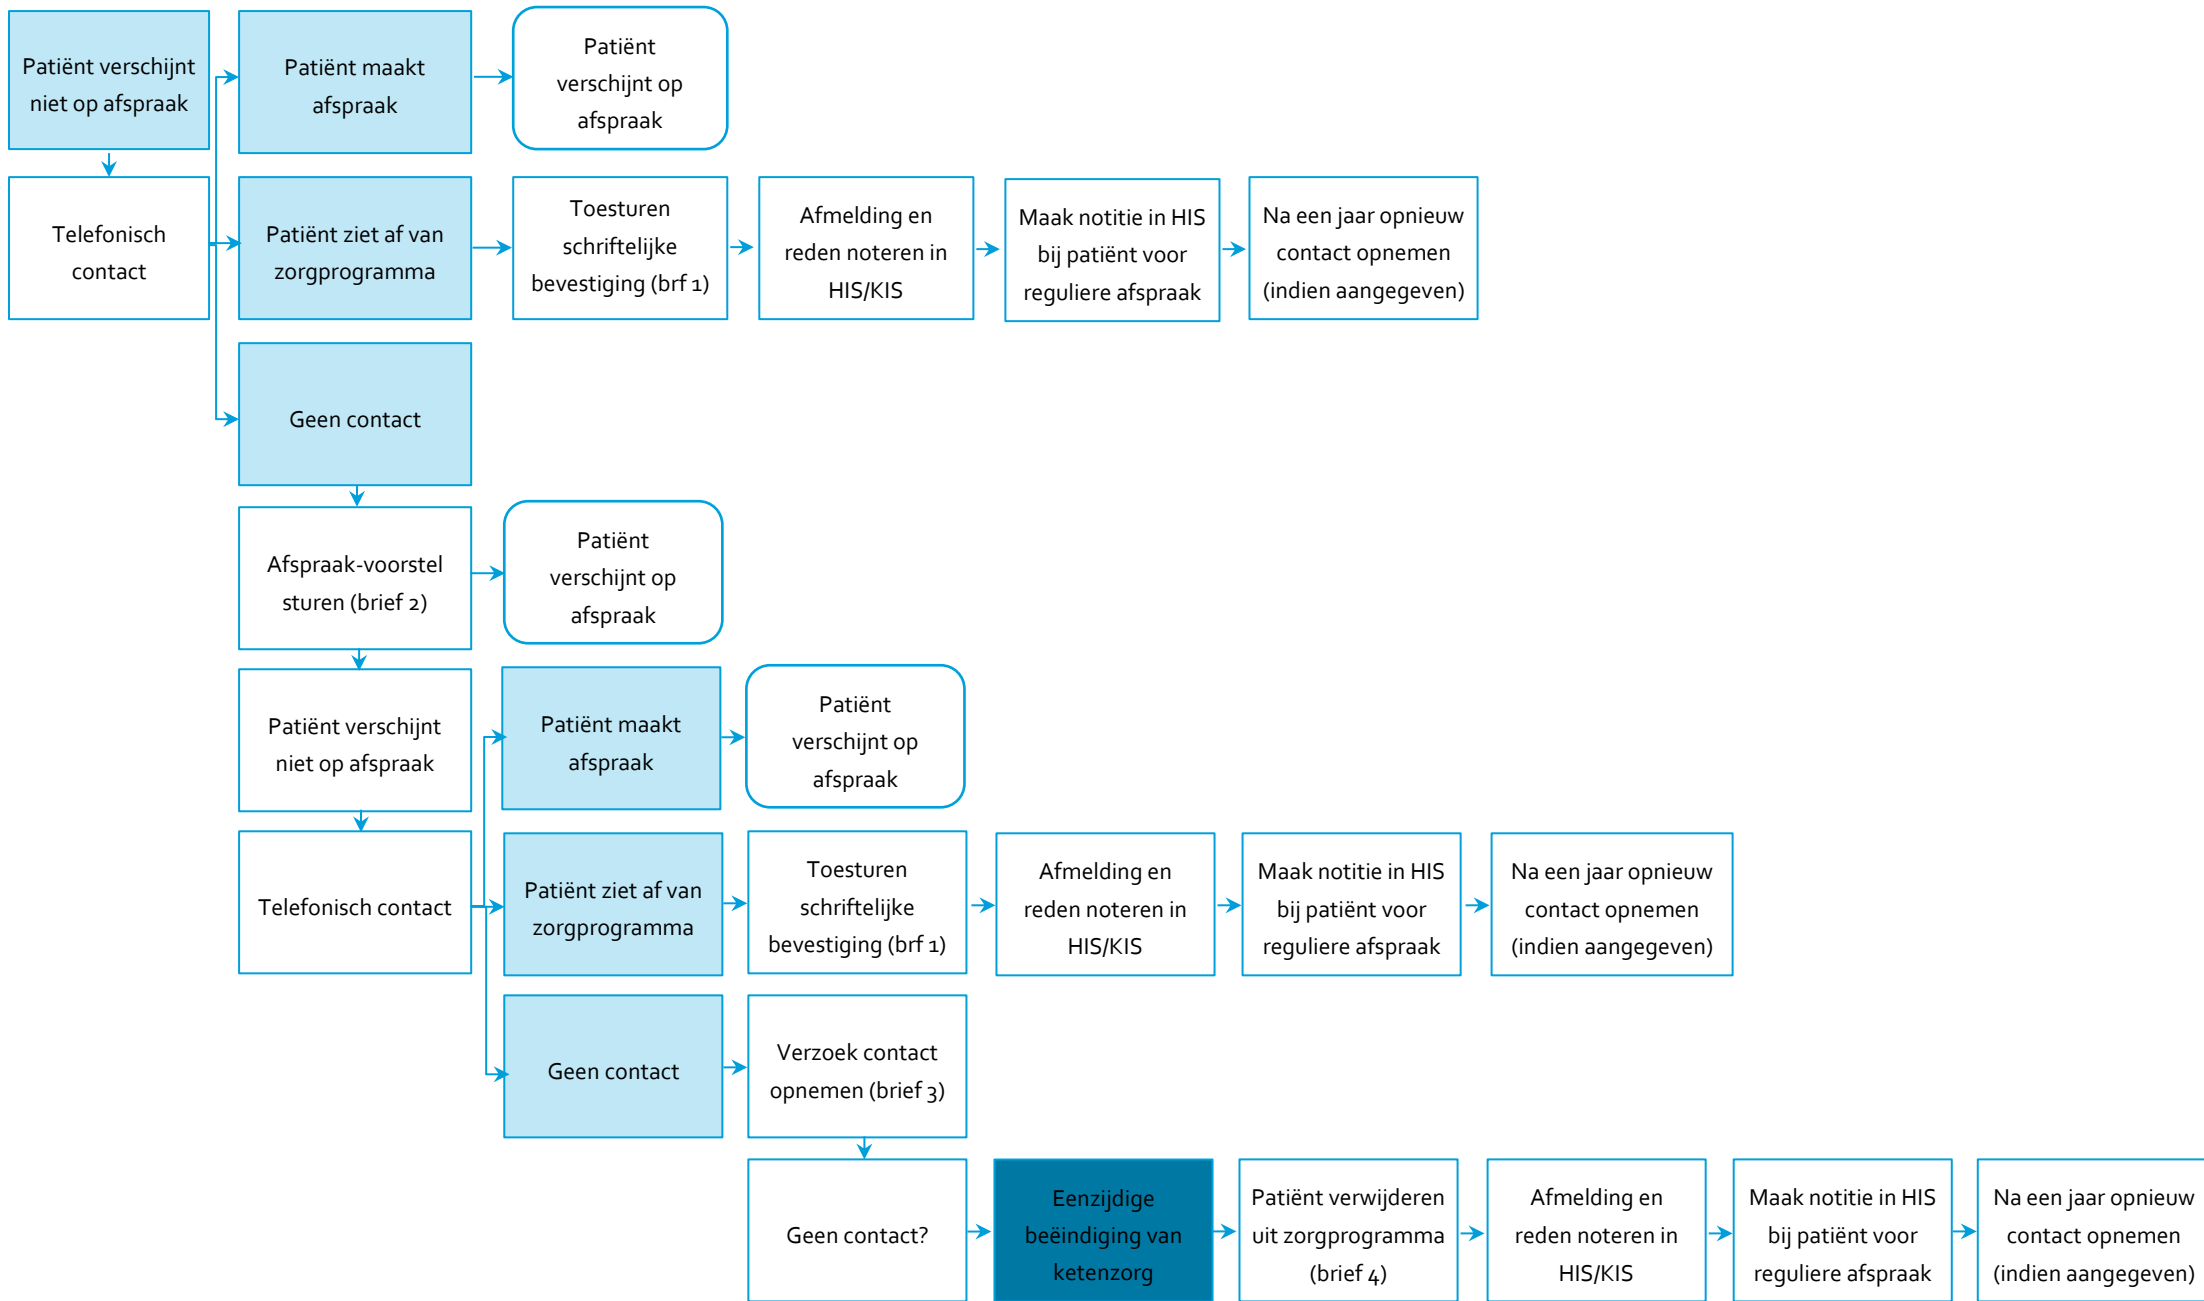 Patiënt verschijnt
niet op afspraak
Patiënt maakt
afspraak
Patiënt
verschijnt op
afspraak
Telefonisch
contact
Patiënt ziet af van
zorgprogramma
Toesturen
schriftelijke
bevestiging (brf 1)
Afmelding en
reden noteren in
HIS/KIS
Maak notitie in HIS
bij patiënt voor
reguliere afspraak
Na een jaar opnieuw
contact opnemen
(indien aangegeven)
Geen contact
Afspraak-voorstel
sturen (brief 2)
Patiënt
verschijnt op
afspraak
Patiënt verschijnt
niet op afspraak
Patiënt maakt
afspraak
Patiënt
verschijnt op
afspraak
Telefonisch contact
Patiënt ziet af van
zorgprogramma
Toesturen
schriftelijke
bevestiging (brf 1)
Afmelding en
reden noteren in
HIS/KIS
Maak notitie in HIS
bij patiënt voor
reguliere afspraak
Na een jaar opnieuw
contact opnemen
(indien aangegeven)
Geen contact
Verzoek contact
opnemen (brief 3)
Geen contact?
Eenzijdige
beëindiging van
ketenzorg
Patiënt verwijderen
uit zorgprogramma
(brief 4)
Afmelding en
reden noteren in
HIS/KIS
Maak notitie in HIS
bij patiënt voor
reguliere afspraak
Na een jaar opnieuw
contact opnemen
(indien aangegeven)